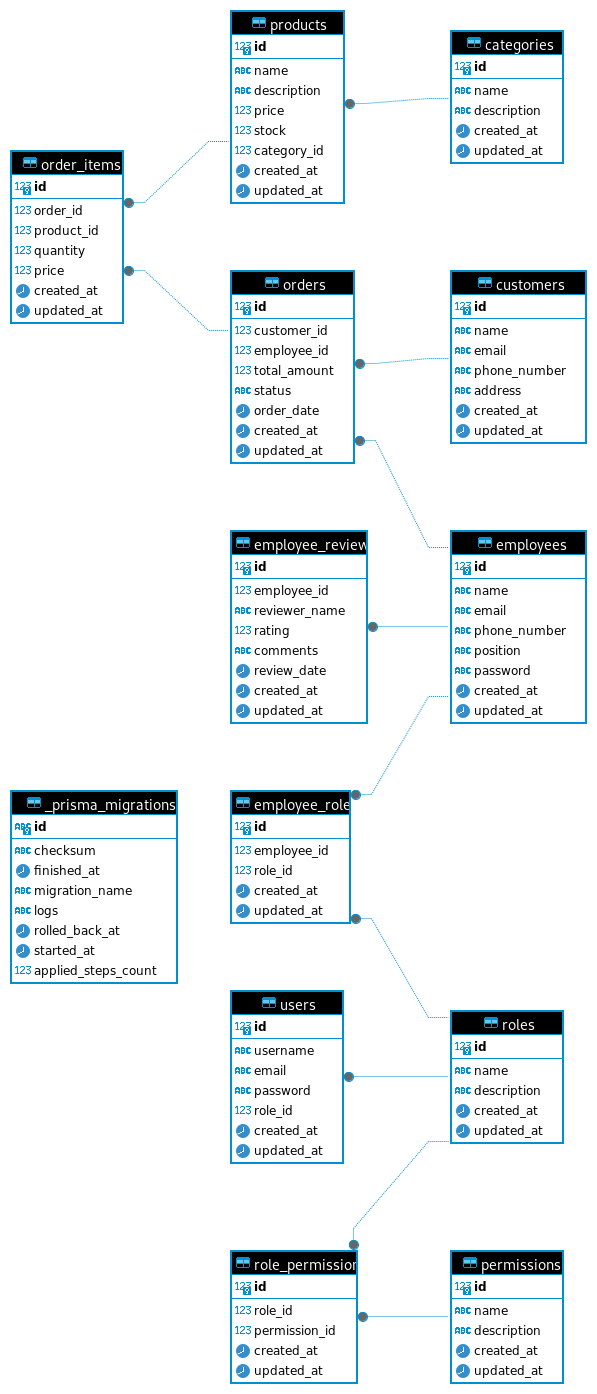 products
123 id
ABC name
ABC description
123 price
123 stock
123 category_id
created_at
updated_at
categories
123 id
ABC name
ABC description
created_at
updated_at
order_items
123 id
123 order_id
123 product_id
123 quantity
123 price
created_at
updated_at
orders
123 id
123 customer_id
123 employee_id
123 total_amount
ABC status
order_date
created_at
updated_at
customers
123 id
ABC name
ABC email
ABC phone_number
ABC address
created_at
updated_at
employee_review
123 id
123 employee_id
ABC reviewer_name
123 rating
ABC comments
review_date
created_at
updated_at
employees
123 id
ABC name
ABC email
ABC phone_number
ABC position
ABC password
created_at
updated_at
_prisma_migrations
ABC id
ABC checksum
finished_at
ABC migration_name
ABC logs
rolled_back_at
started_at
123 applied_steps_count
employee_role
123 id
123 employee_id
123 role_id
created_at
updated_at
users
123 id
ABC username
ABC email
ABC password
123 role_id
created_at
updated_at
roles
123 id
ABC name
ABC description
created_at
updated_at
role_permission
123 id
123 role_id
123 permission_id
created_at
updated_at
permissions
123 id
ABC name
ABC description
created_at
updated_at